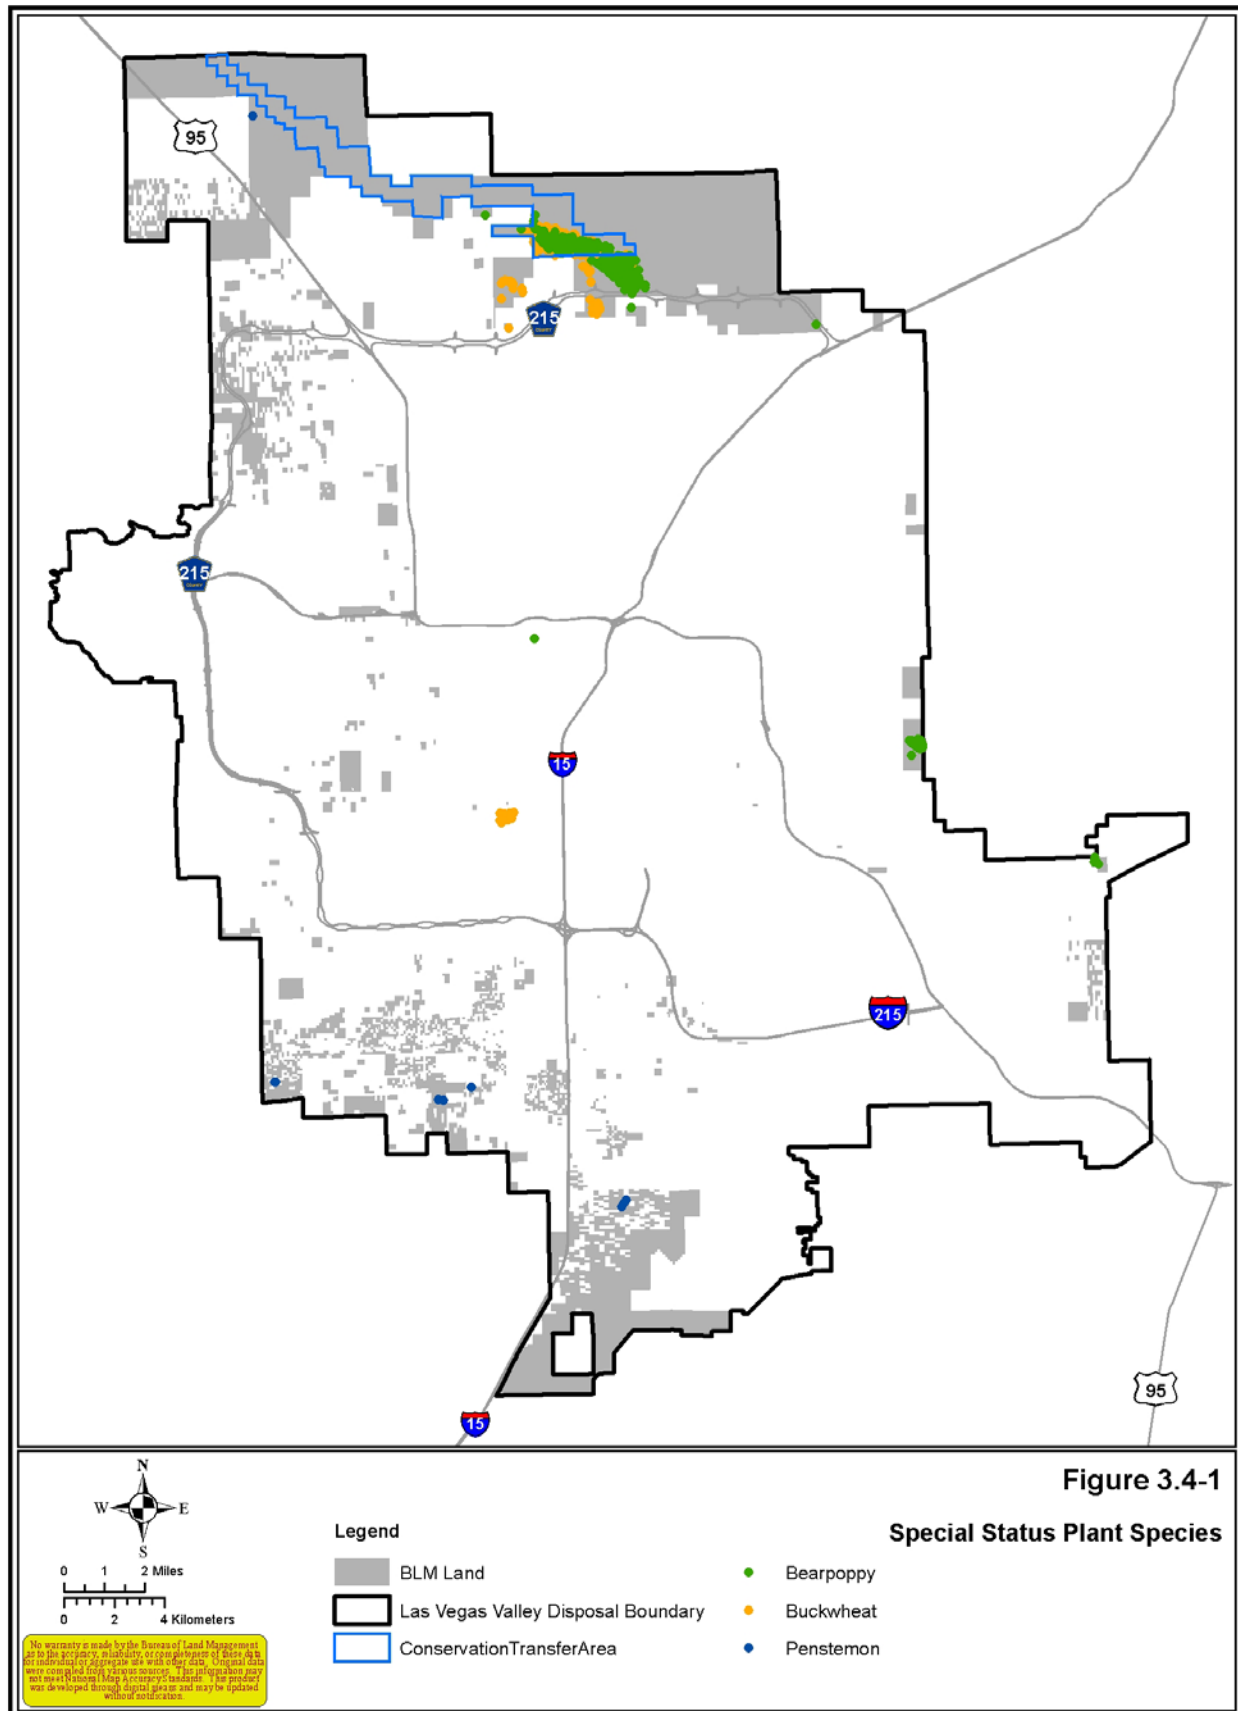 95
215
COUNTY
215
COUNTY
15
215
95
15
Figure 3.4-1
Special Status Plant Species
N
W E
S
0 1 2 Miles
0 2 4 Kilometers
Legend
BLM Land
Las Vegas Valley Disposal Boundary
ConservationTransferArea
Bearpoppy
Buckwheat
Penstemon
No warranty is made by the Bureau of Land Management
as to the accuracy, reliability, or completeness of these data
for individual or aggregate use with other data. Original data
were compiled from various sources. This information may
not meet National Map Accuracy Standards. This product
was developed through digital means and may be updated
without notification.